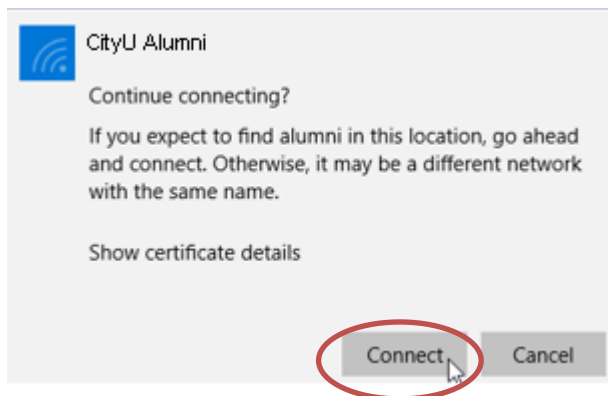 CityU Alumni
Continue connecting?
If you expect to find alumni in this location, go ahead
and connect. Otherwise, it may be a different network
with the same name.
Show certificate details
Connect
Cancel